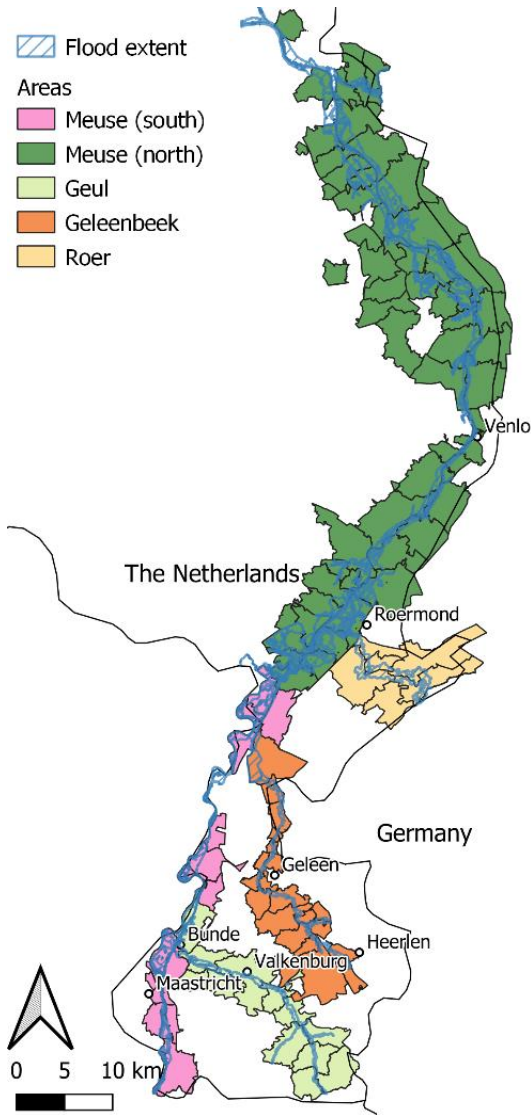 Flood extent
Areas
Meuse (south)
Meuse (north)
Geul
Geleenbeek
Roer
Venlo
The Netherlands
Roermond
Germany
Geleen
Bunde
Heerlen
Valkenburg
Maastricht
0 5 10 km